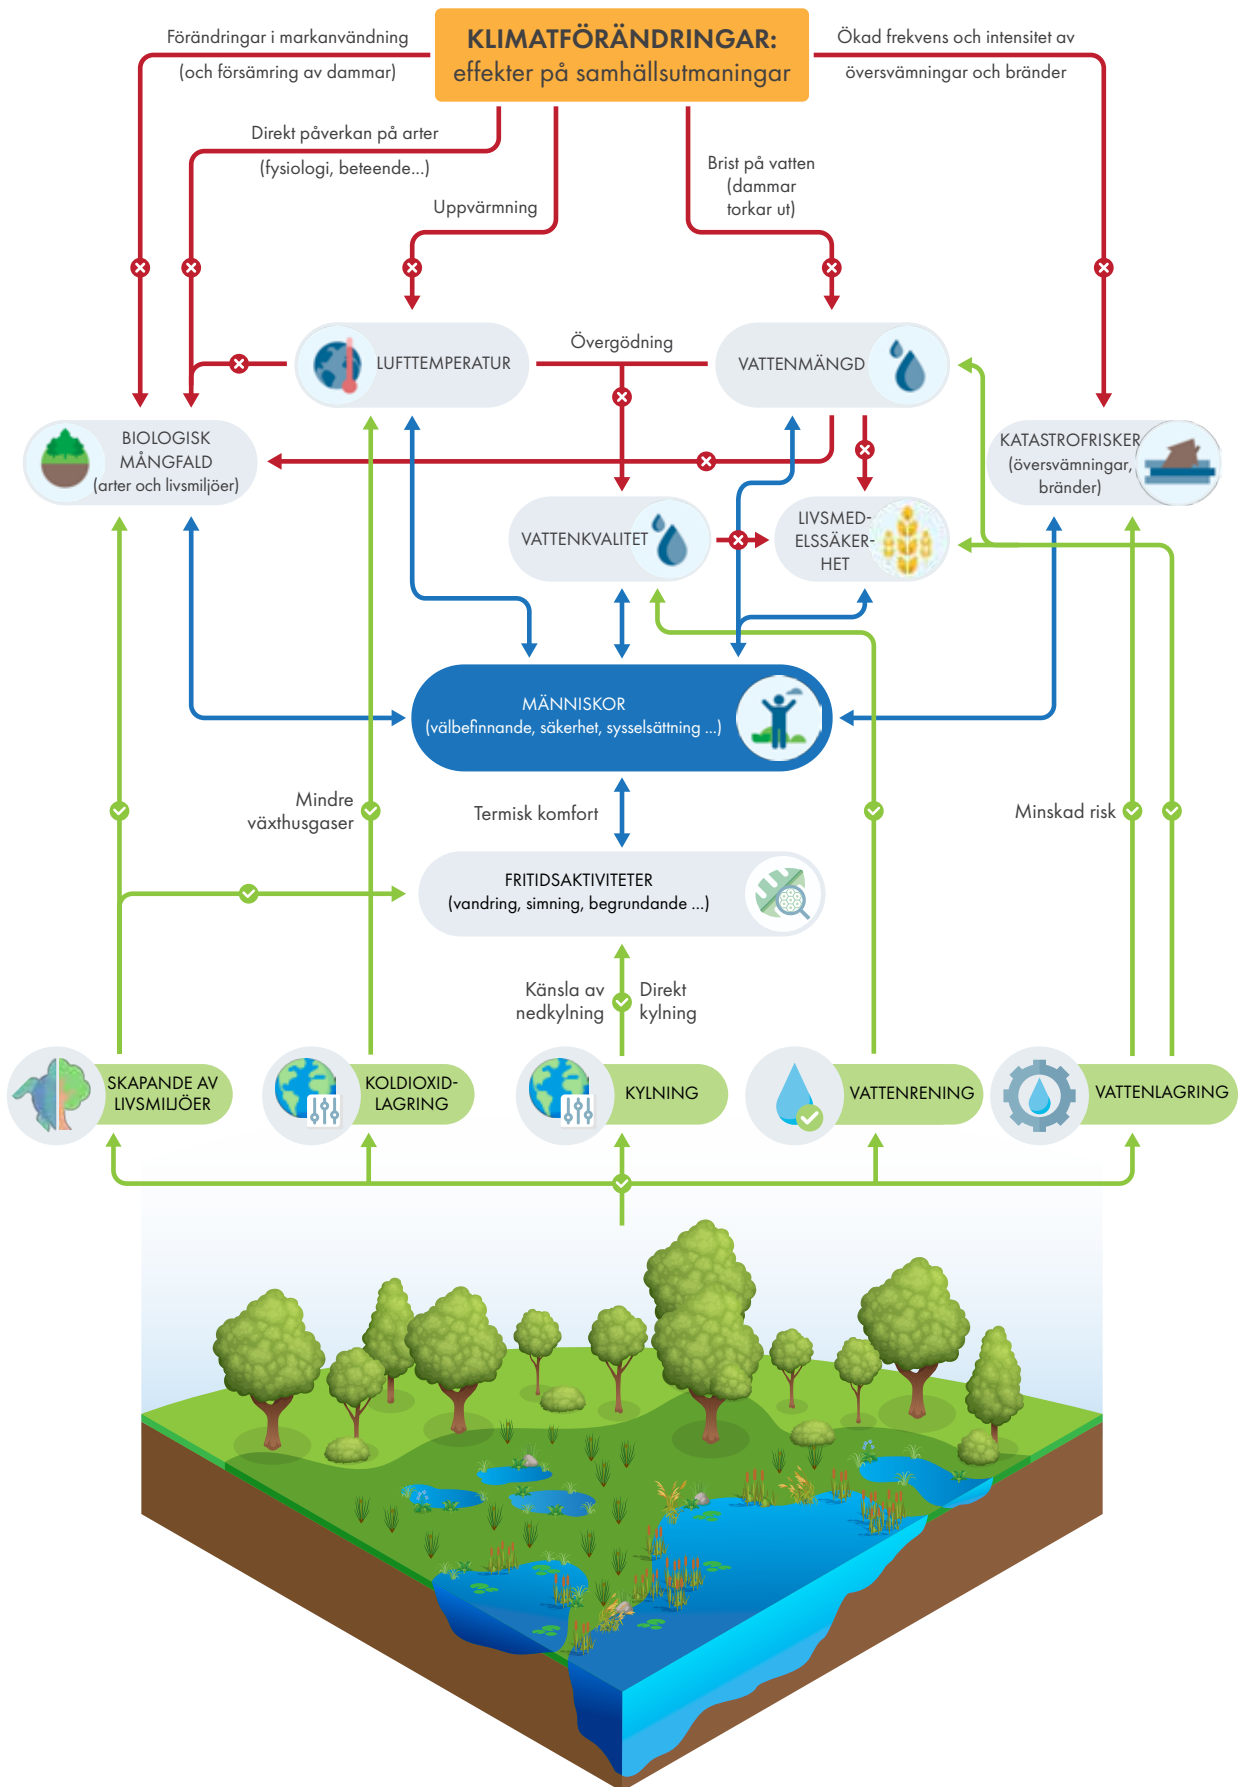 KLIMATFÖRÄNDRINGAR:
effekter på samhällsutmaningar
Förändringar i markanvändning
(och försämring av dammar)
Ökad frekvens och intensitet av
översvämningar och bränder
Direkt påverkan på arter
(fysiologi, beteende...)
Uppvärmning
Brist på vatten
(dammar
torkar ut)
LUFTTEMPERATUR
Övergödning
VATTENMÄNGD
BIOLOGISK
MÅNGFALD
(arter och livsmiljöer)
KATASTROFRISKER
(översvämningar,
bränder)
VATTENKVALITET
LIVSMED-
ELSSÄKER-
HET
MÄNNISKOR
(välbefinnande, säkerhet, sysselsättning ...)
Mindre
växthusgaser
Termisk komfort
Minskad risk
FRITIDSAKTIVITETER
(vandring, simning, begrundande ...)
Känsla av
nedkylning
Direkt
kylning
SKAPANDE AV
LIVSMILJÖER
KOLDIOXID-
LAGRING
KYLNING
VATTENRENING
VATTENLAGRING